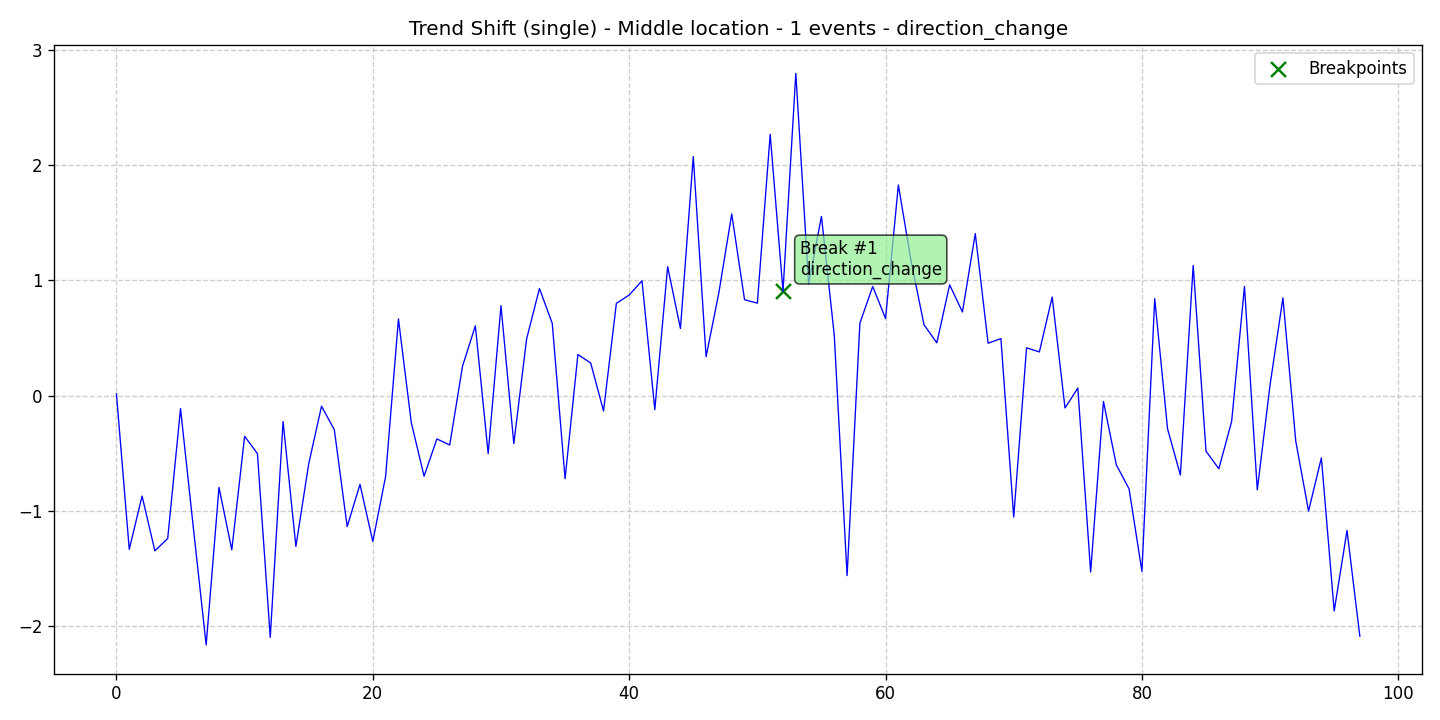 Trend Shift (single) - Middle location - 1 events - direction_change
Breakpoints
Break #1
direction_change
3
2
1
0
−1
−2
0 20 40 60 80 100